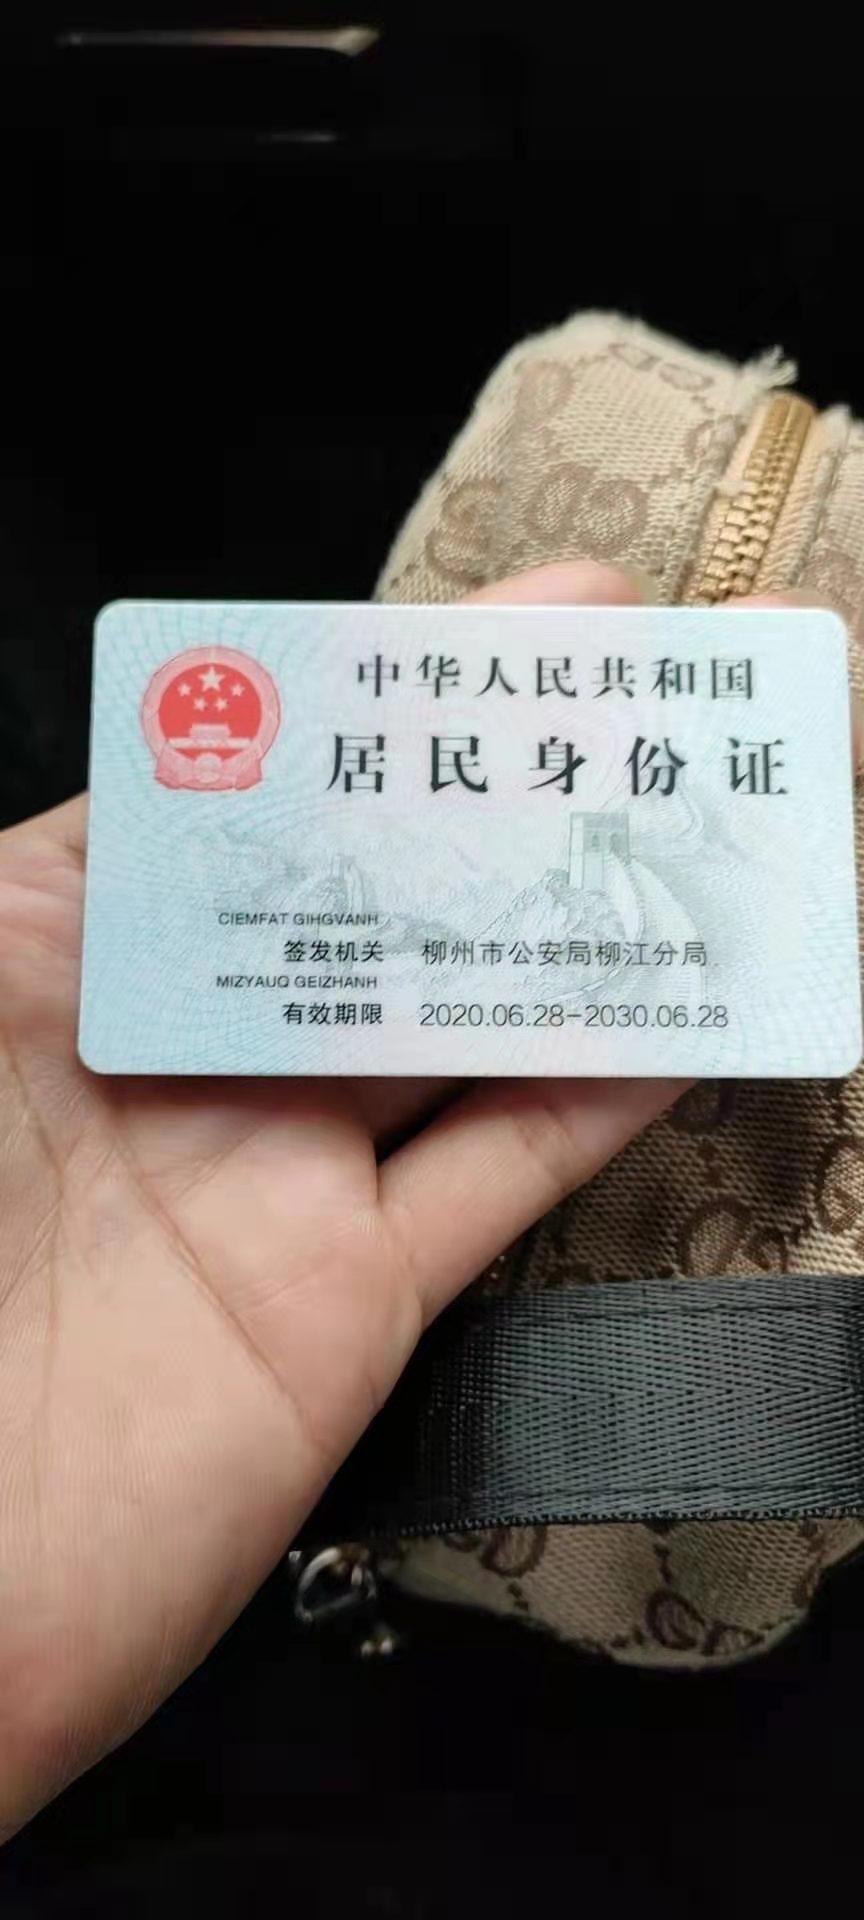 中华人民共和国
居民身份证
CIEMFAT GIHGVANH
签发机关 柳州市公安局柳江分局
MIZYAUQ GEIZHANH
有效期限 2020.06.28-2030.06.28